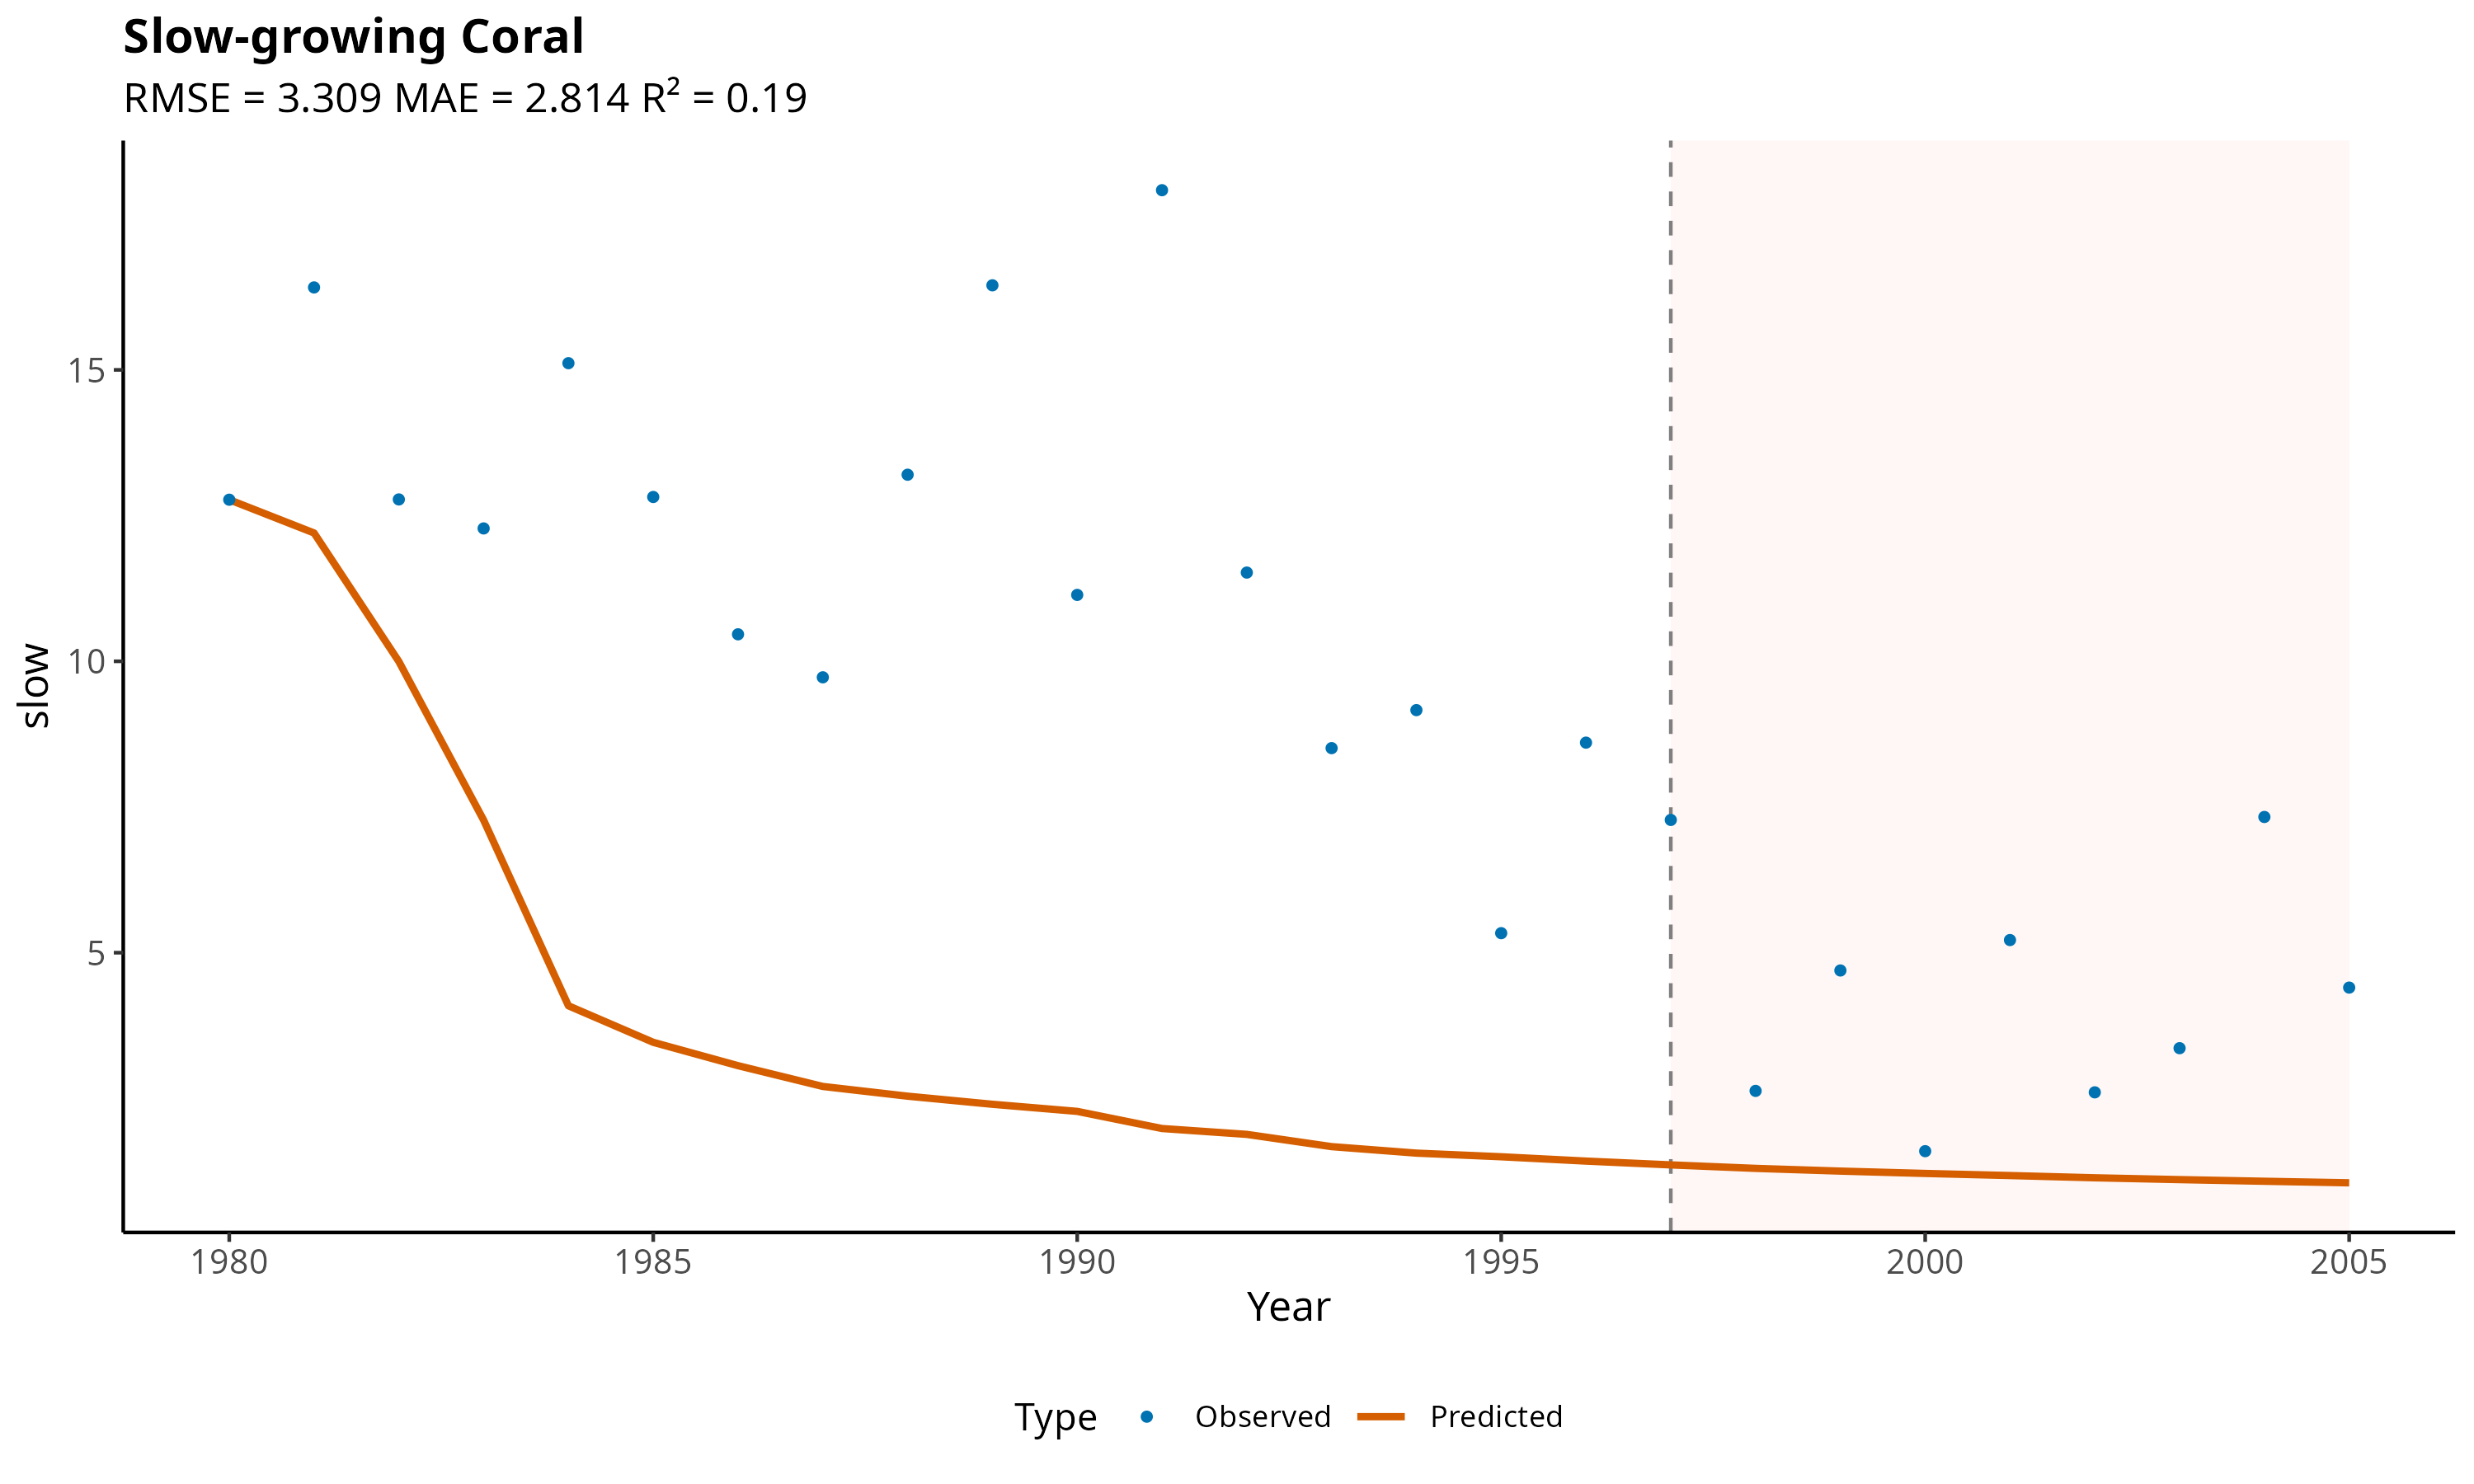 Slow-growing Coral
RMSE = 3.309 MAE = 2.814 R² = 0.19
slow
15
10
5
1980 1985 1990 1995 2000 2005
Year
Type Observed Predicted